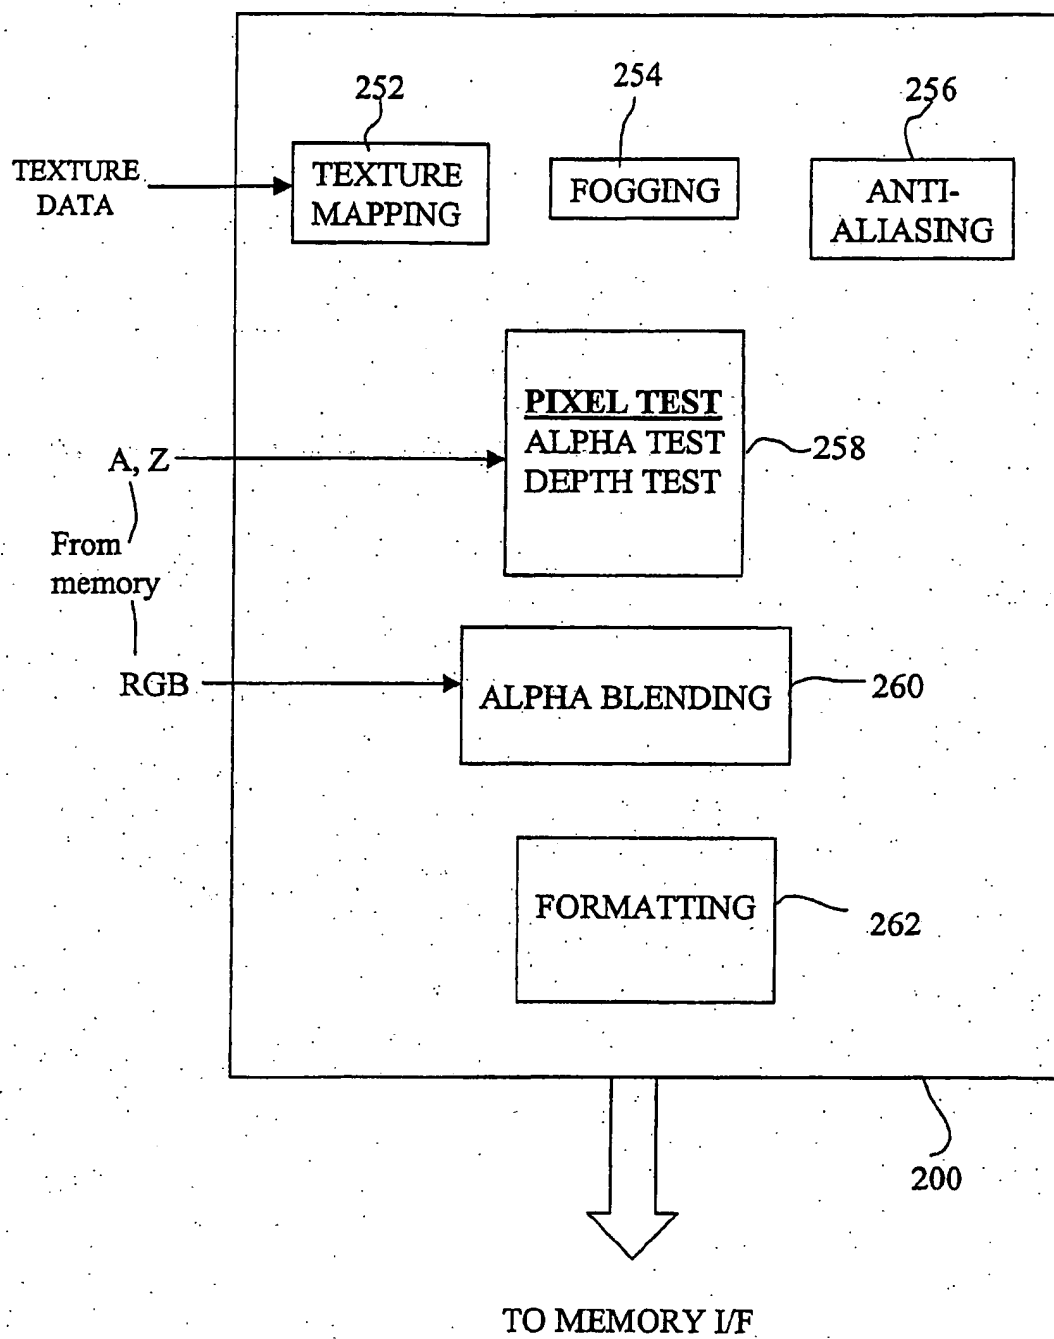 252
254
256
TEXTURE
DATA
TEXTURE
MAPPING
FOGGING
ANTI-
ALIASING
PIXEL TEST
ALPHA TEST
DEPTH TEST
258
A, Z
From
memory
RGB
ALPHA BLENDING
260
FORMATTING
262
200
TO MEMORY I/F